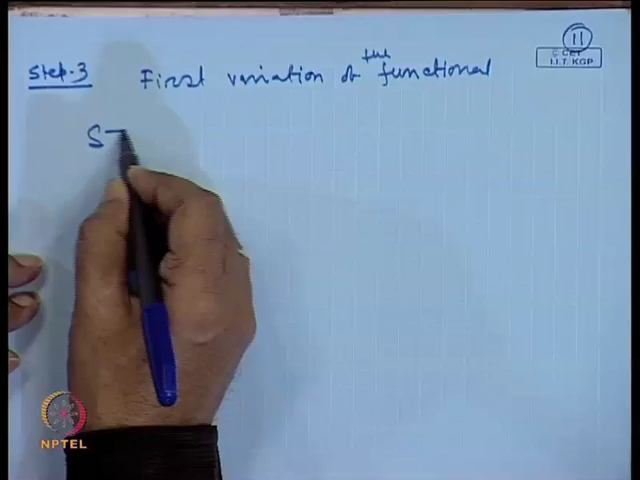 11
© CET
I.I.T. KGP
Step-3 First variation of the functional
NPTEL